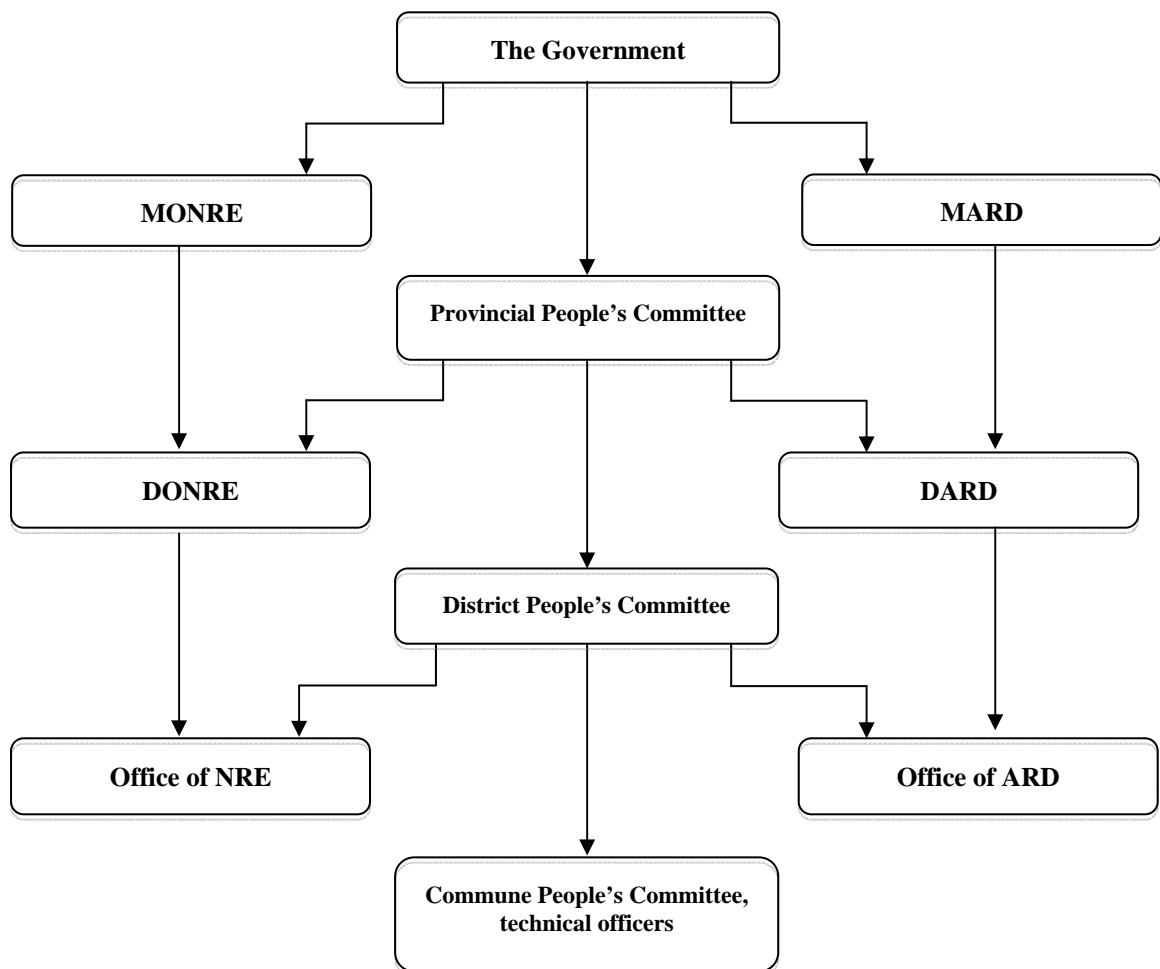 The Government
MONRE
MARD
Provincial People’s Committee
DONRE
DARD
District People’s Committee
Office of NRE
Office of ARD
Commune People’s Committee,
technical officers